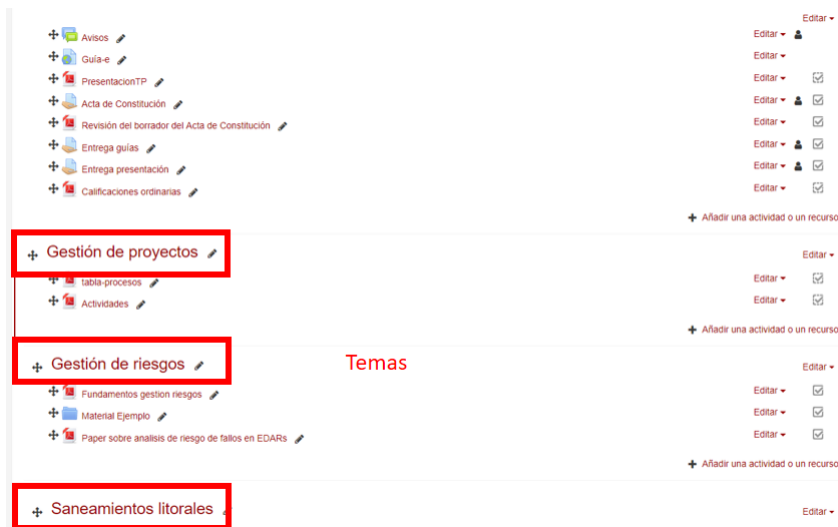 Editar
Avisos Editar
Guía-e Editar
PresentacionTP Editar
Acta de Constitución Editar
Revisión del borrador del Acta de Constitución Editar
Entrega guías Editar
Entrega presentación Editar
Calificaciones ordinarias Editar
Añadir una actividad o un recurso
Gestión de proyectos Editar
tabla-procesos Editar
Actividades Editar
Añadir una actividad o un recurso
Gestión de riesgos Temas Editar
Fundamentos gestion riesgos Editar
Material Ejemplo Editar
Paper sobre analisis de riesgo de fallos en EDARs Editar
Añadir una actividad o un recurso
Saneamientos litorales Editar